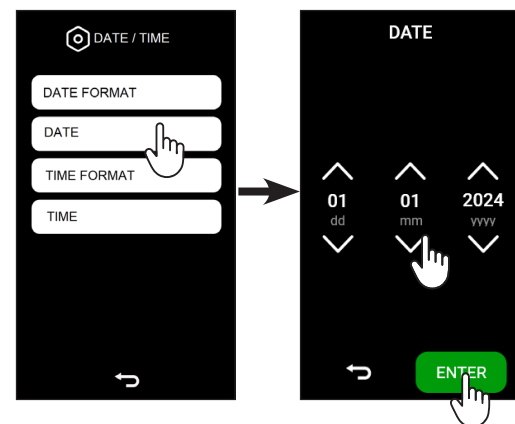 DATE / TIME
DATE FORMAT
DATE
TIME FORMAT
TIME
DATE
01 01 2024
dd mm yyyy
ENTER